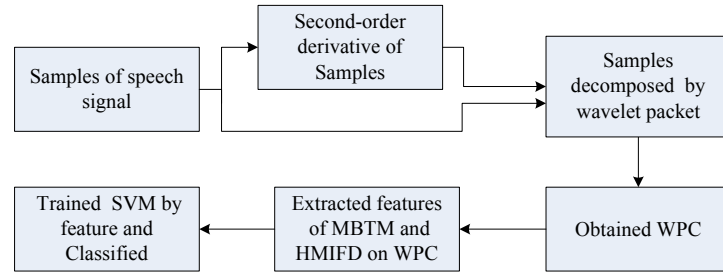 Samples of speech
signal
Second-order
derivative of
Samples
Samples
decomposed by
wavelet packet
Obtained WPC
Extracted features
of MBTM and
HMIFD on WPC
Trained SVM by
feature and
Classified